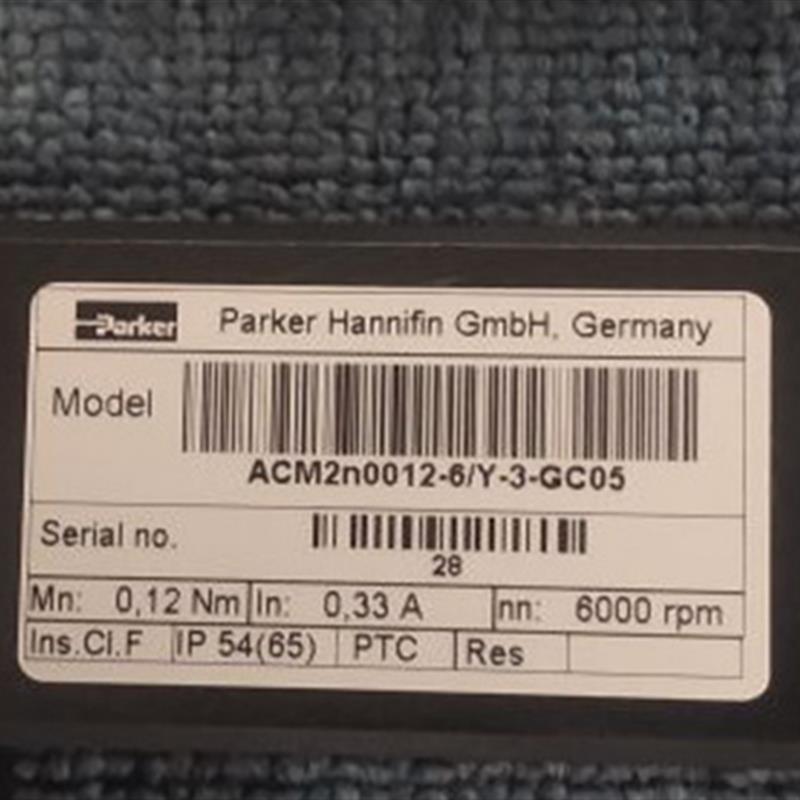 Parker Parker Hannifin GmbH, Germany
Model
ACM2n0012-6/Y-3-GC05
Serial no.
28
Mn: 0,12 Nm In: 0,33 A nn: 6000 rpm
Ins.Cl.F IP 54(65) PTC Res